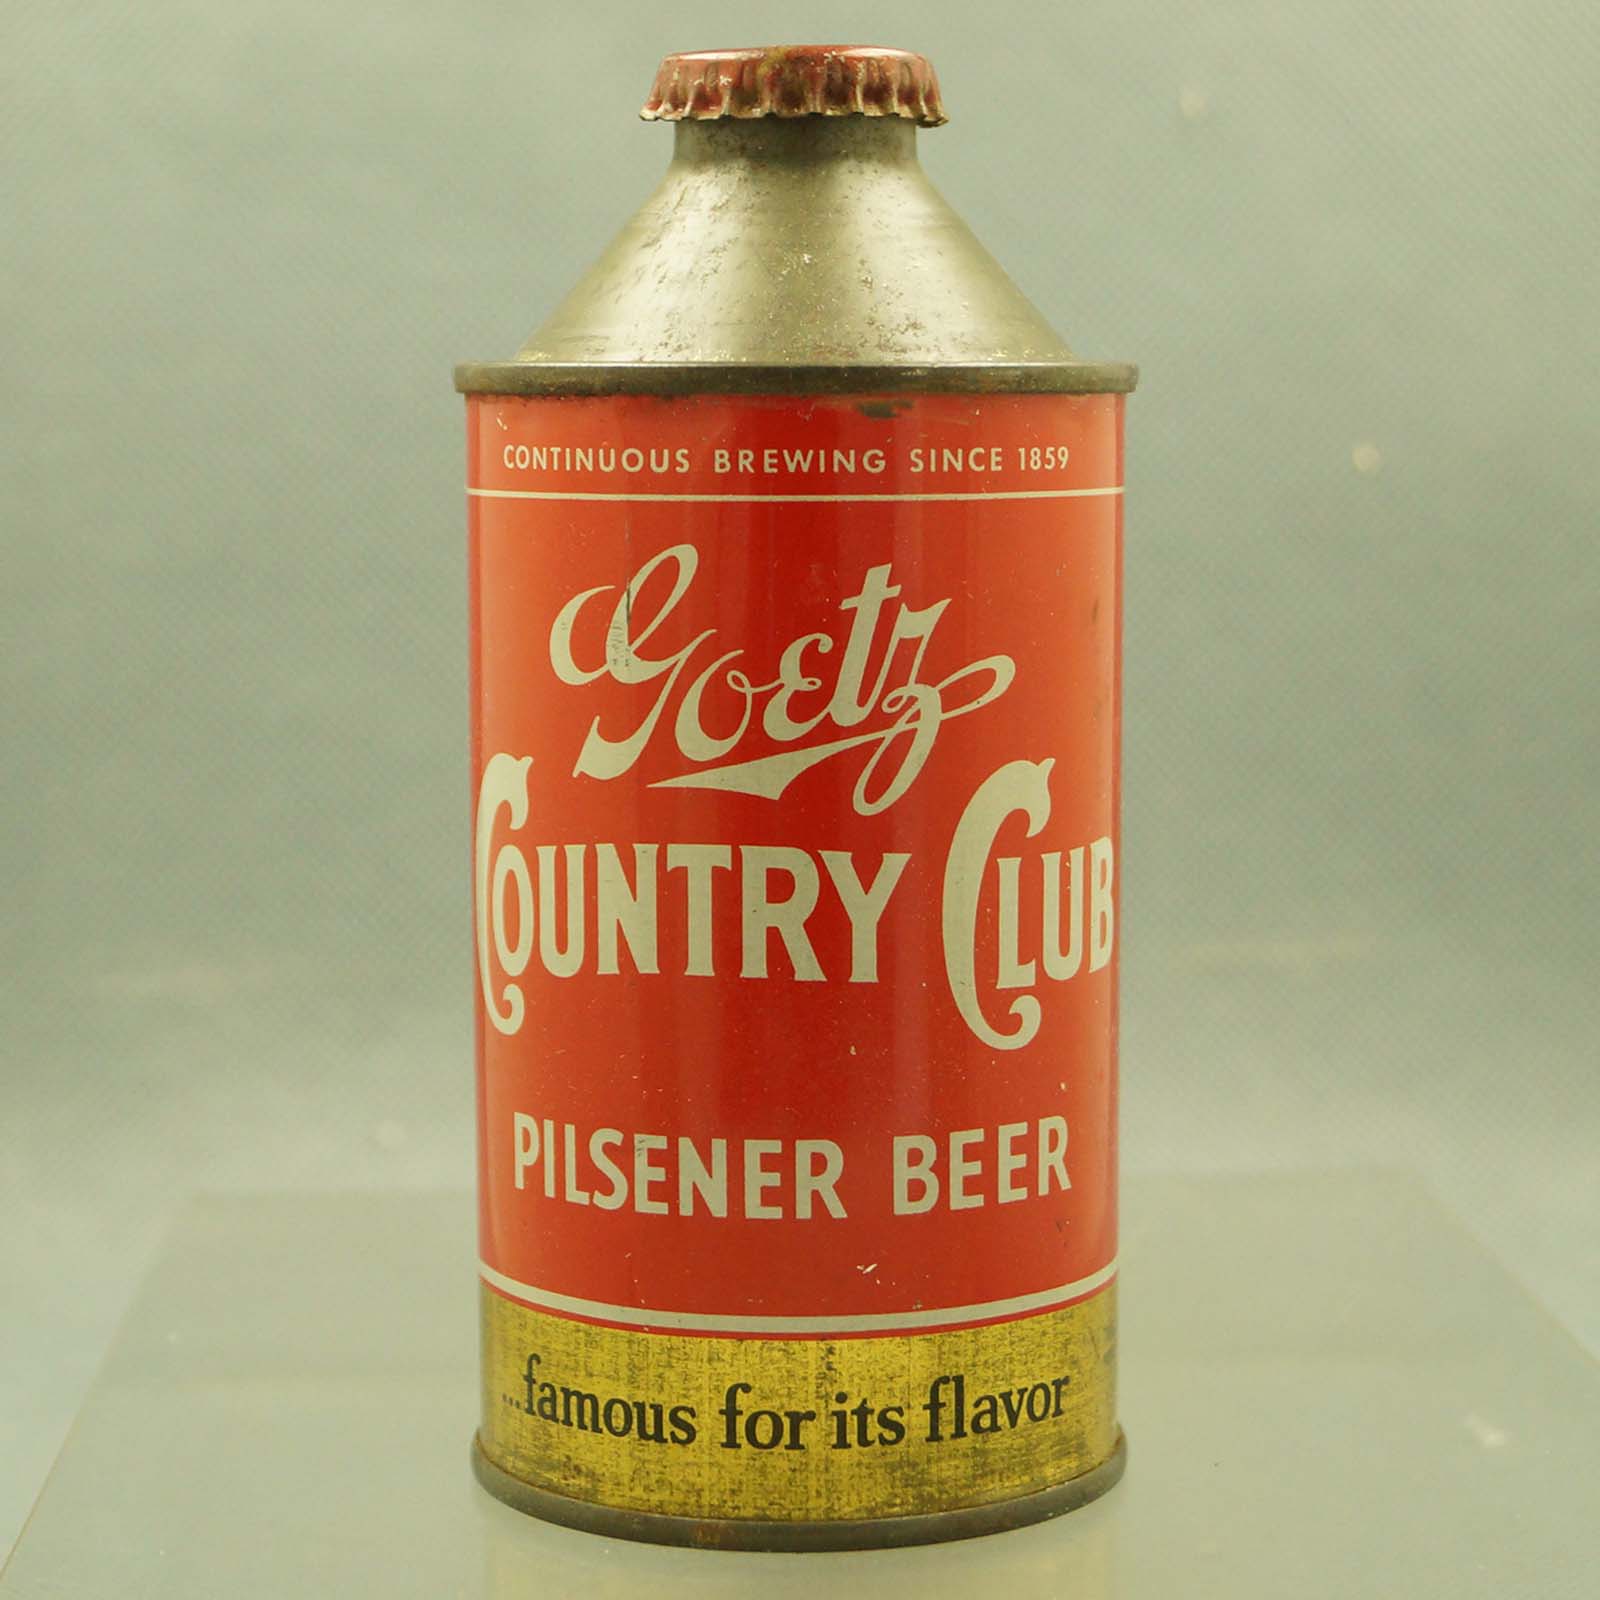 CONTINUOUS BREWING SINCE 1859
Goetz
COUNTRY CLUB
PILSENER BEER
...famous for its flavor